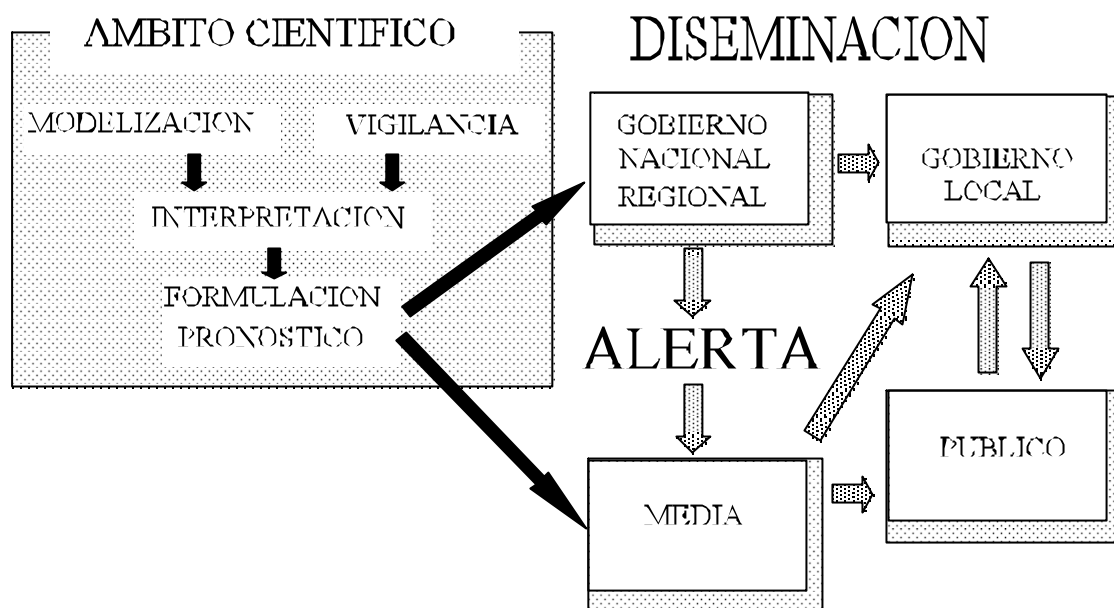 AMBITO CIENTIFICO
MODELIZACION
VIGILANCIA
INTERPRETACION
FORMULACION
PRONOSTICO
DISEMINACION
GOBIERNO
NACIONAL
REGIONAL
GOBIERNO
LOCAL
ALERTA
MEDIA
PUBLICO